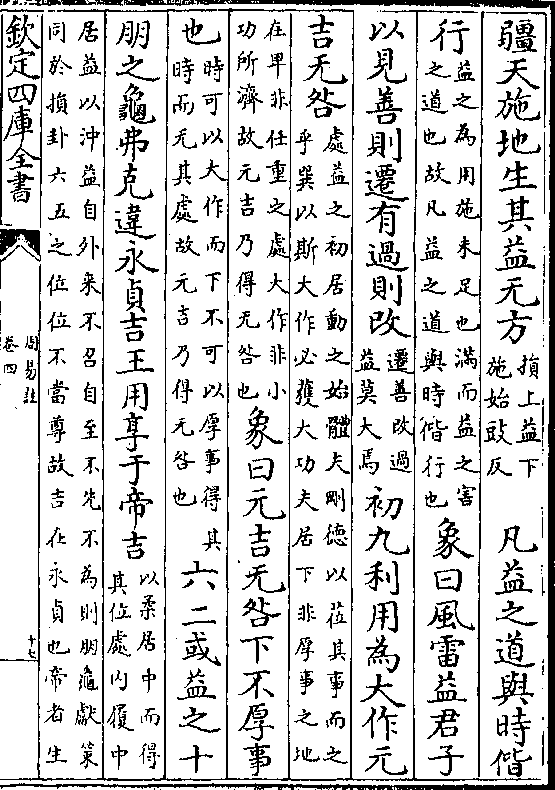 疆天施地生其益无方損上益下施始豉反凡益之道與時偕
行益之為用施未足也滿而益之害之道也故凡益之道與時偕行也象曰風雷益君子
以見善則遷有過則改遷善改過益莫大焉初九利用為大作元
吉无咎處益之初居動之始體夫剛德以莅其事而之乎巽以斯大作必獲大功夫居下非厚事之地
在卑非任重之處大作非小功所濟故元吉乃得无咎也象曰元吉无咎下不厚事
也時可以大作而下不可以厚事得其時而无其處故元吉乃得无咎也六二或益之十
朋之龜弗克違永貞吉王用享于帝吉以柔居中而得其位處內履中
居益以沖益自外來不召自至不先不為則朋龜獻策同於損卦六五之位位不當尊故吉在永貞也帝者生
欽定四庫全書
周易註
卷四
十七